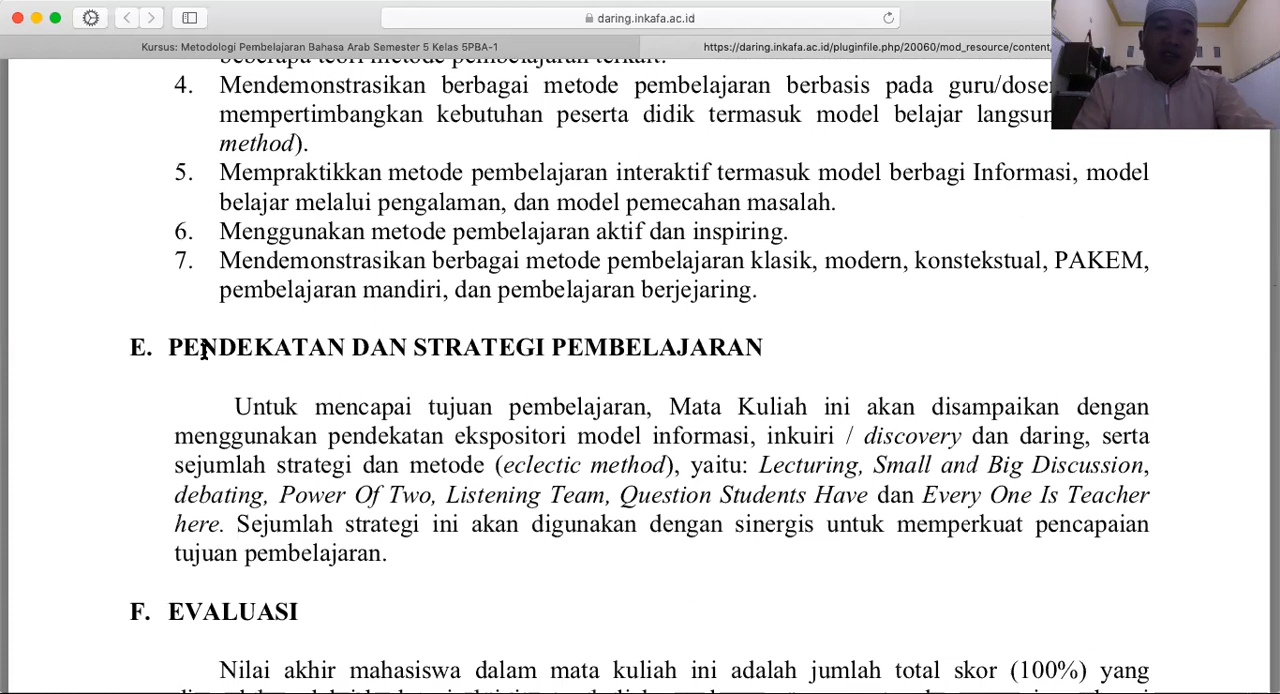 daring.inkafa.ac.id
Kursus: Metodologi Pembelajaran Bahasa Arab Semester 5 Kelas 5PBA-1
https://daring.inkafa.ac.id/pluginfile.php/20060/mod_resource/content,
beberapa teori metode pembelajaran terkait.
4. Mendemonstrasikan berbagai metode pembelajaran berbasis pada guru/dosen
mempertimbangkan kebutuhan peserta didik termasuk model belajar langsun
method).
5. Mempraktikkan metode pembelajaran interaktif termasuk model berbagi Informasi, model
belajar melalui pengalaman, dan model pemecahan masalah.
6. Menggunakan metode pembelajaran aktif dan inspiring.
7. Mendemonstrasikan berbagai metode pembelajaran klasik, modern, konstekstual, PAKEM,
pembelajaran mandiri, dan pembelajaran berjejaring.
E. PENDEKATAN DAN STRATEGI PEMBELAJARAN
Untuk mencapai tujuan pembelajaran, Mata Kuliah ini akan disampaikan dengan
menggunakan pendekatan ekspositori model informasi, inkuiri / discovery dan daring, serta
sejumlah strategi dan metode (eclectic method), yaitu: Lecturing, Small and Big Discussion,
debating, Power Of Two, Listening Team, Question Students Have dan Every One Is Teacher
here. Sejumlah strategi ini akan digunakan dengan sinergis untuk memperkuat pencapaian
tujuan pembelajaran.
F. EVALUASI
Nilai akhir mahasiswa dalam mata kuliah ini adalah jumlah total skor (100%) yang